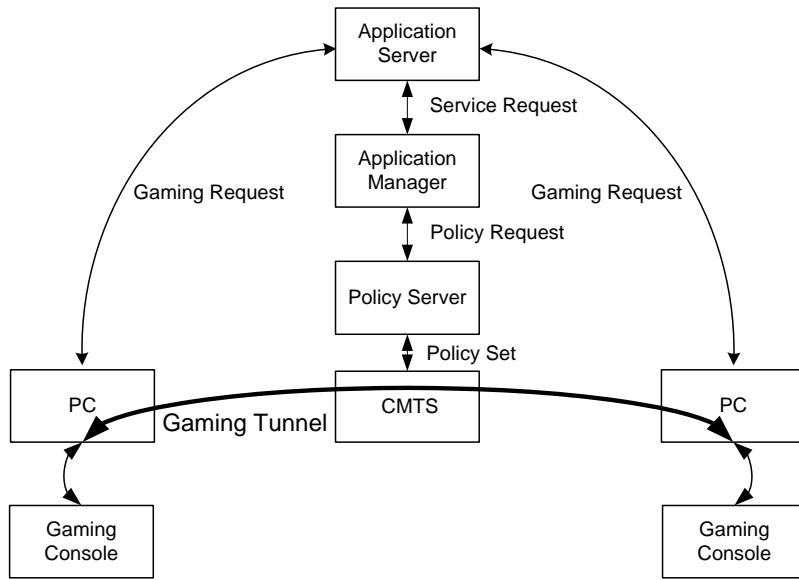 Application
Server
Service Request
Application
Manager
Gaming Request
Gaming Request
Policy Request
Policy Server
Policy Set
PC
CMTS
PC
Gaming Tunnel
Gaming
Console
Gaming
Console